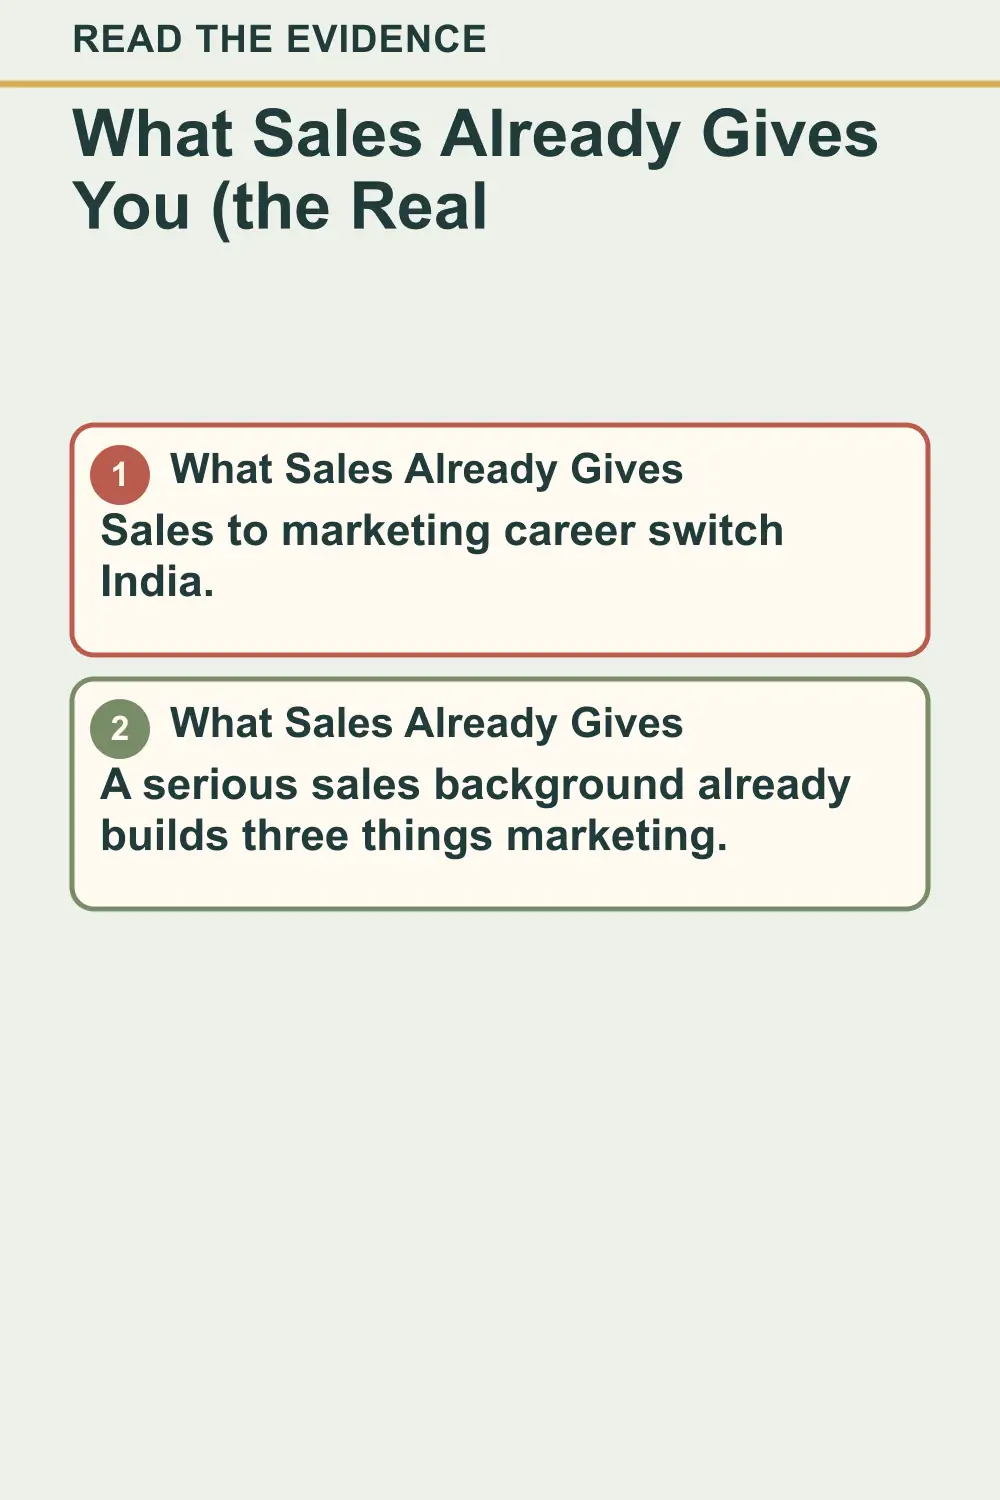 READ THE EVIDENCE
What Sales Already Gives
You (the Real
1 What Sales Already Gives
Sales to marketing career switch
India.
2 What Sales Already Gives
A serious sales background already
builds three things marketing.